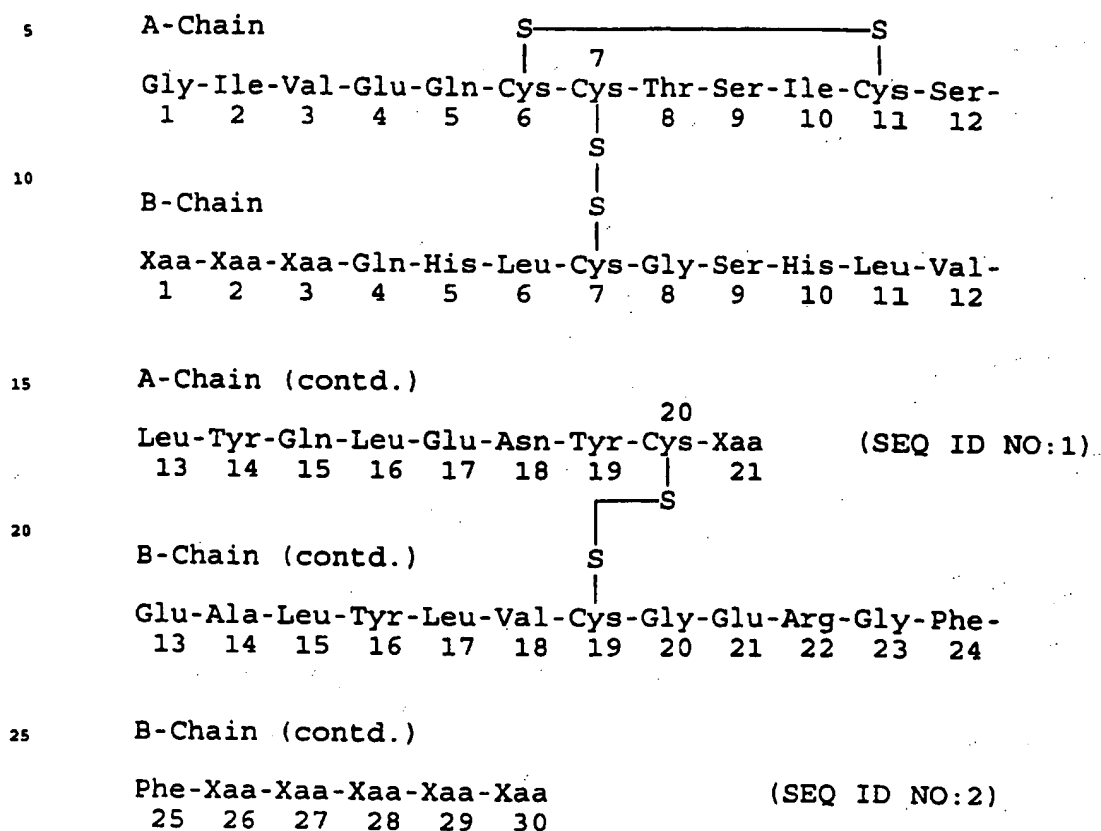 5 A-Chain S S
7
Gly-Ile-Val-Glu-Gln-Cys-Cys-Thr-Ser-Ile-Cys-Ser-
1 2 3 4 5 6 8 9 10 11 12
S
10
S
B-Chain
Xaa-Xaa-Xaa-Gln-His-Leu-Cys-Gly-Ser-His-Leu-Val-
1 2 3 4 5 6 7 8 9 10 11 12
15 A-Chain (contd.)
20
Leu-Tyr-Gln-Leu-Glu-Asn-Tyr-Cys-Xaa (SEQ ID NO:1)
13 14 15 16 17 18 19 21
S
20
B-Chain (contd.) S
Glu-Ala-Leu-Tyr-Leu-Val-Cys-Gly-Glu-Arg-Gly-Phe-
13 14 15 16 17 18 19 20 21 22 23 24
25 B-Chain (contd.)
Phe-Xaa-Xaa-Xaa-Xaa-Xaa (SEQ ID NO:2)
25 26 27 28 29 30